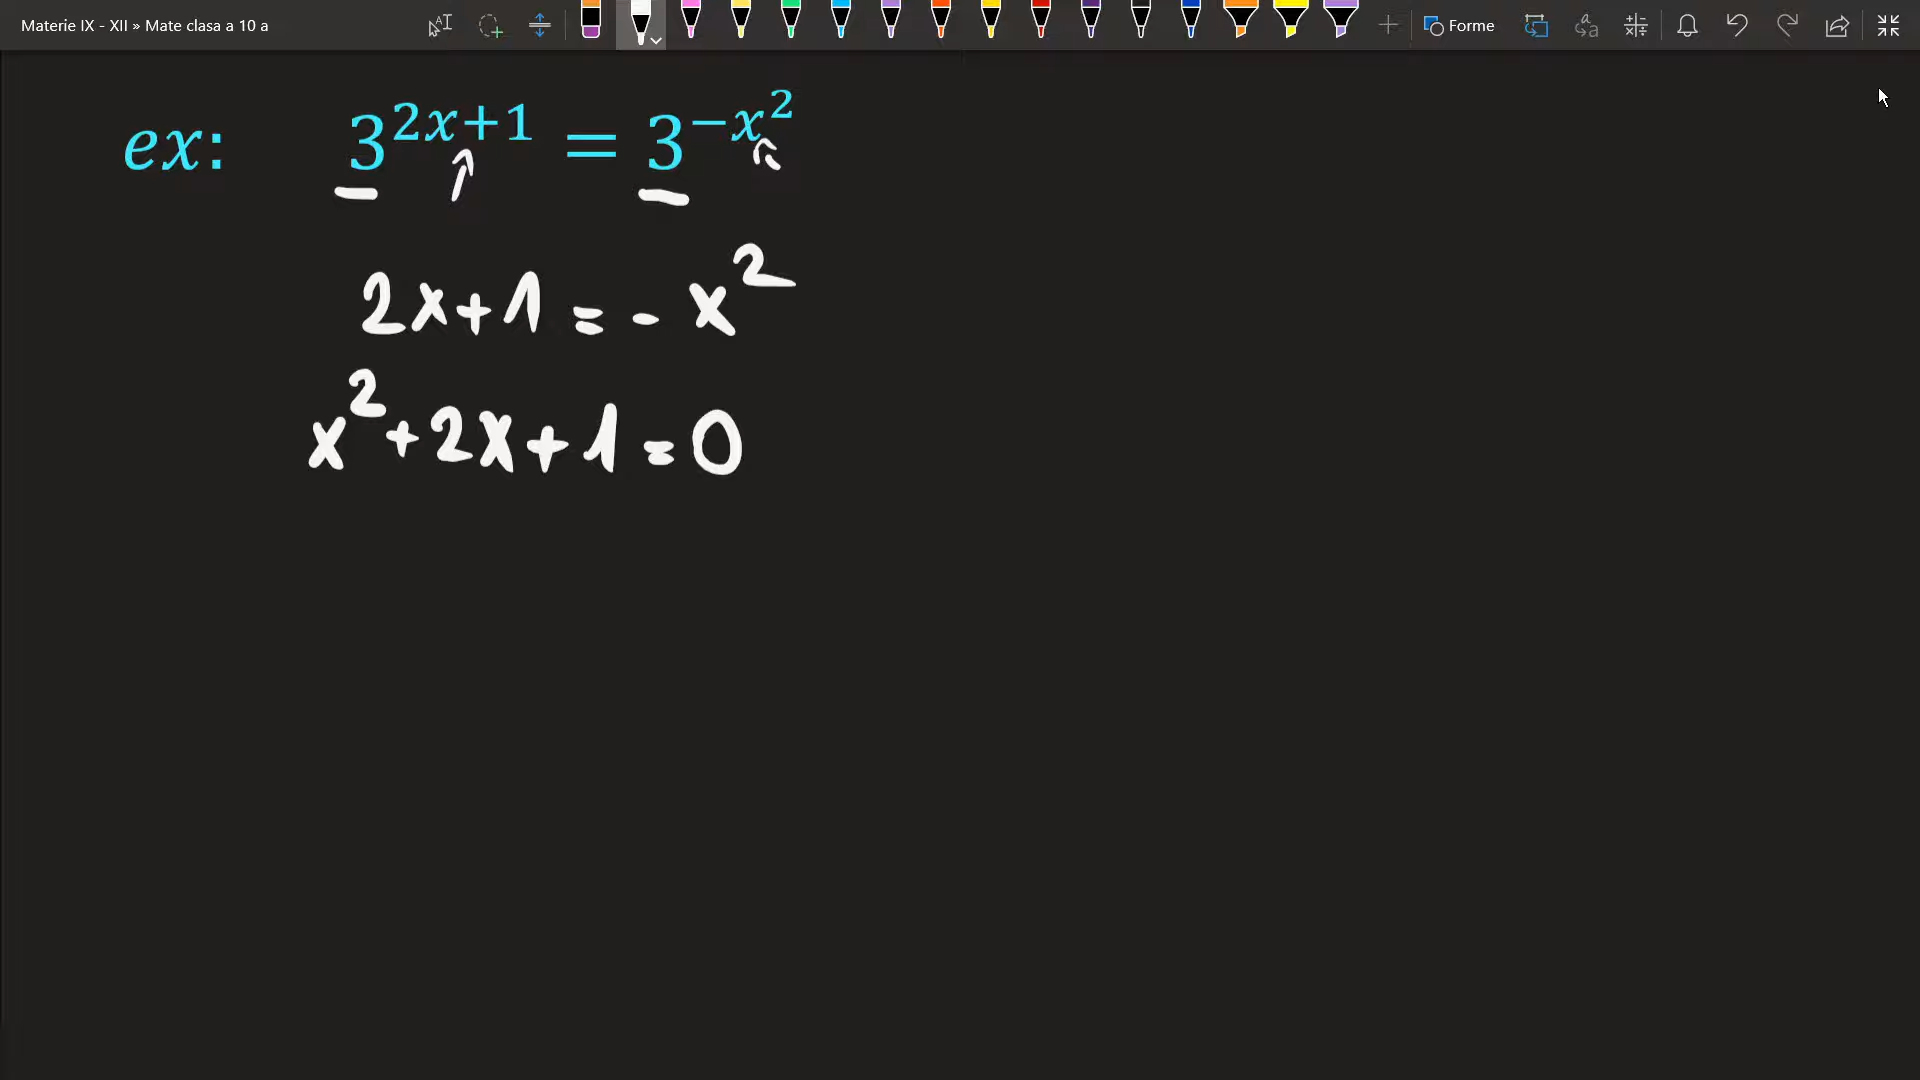 Materie IX - XII » Mate clasa a 10 a
Forme
ex: 3^{2x+1} = 3^{-x^2}
2x+1 = -x^2
x^2+2x+1=0